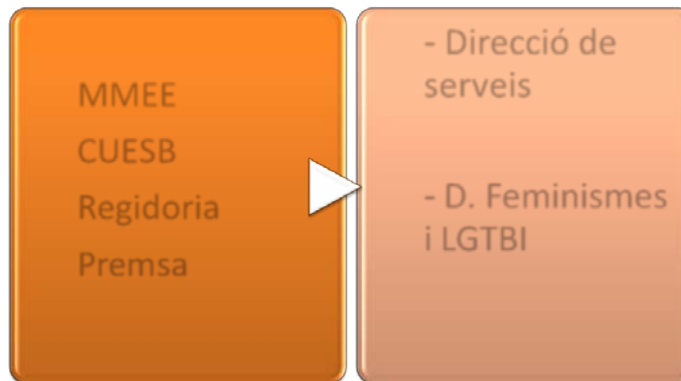 MMEE
CUESB
Regidoria
Premsa
- Direcció de
serveis
- D. Feminismes
i LGTBI